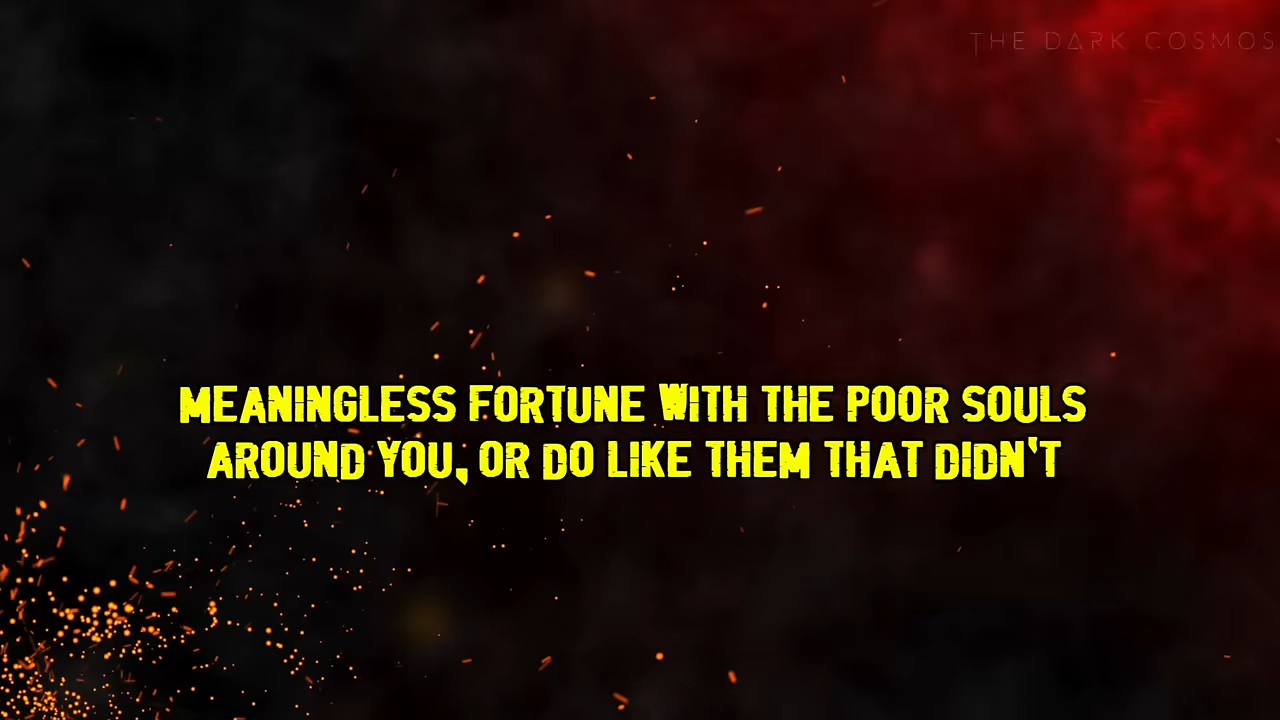 THE DARK COSMOS
MEANINGLESS FORTUNE WITH THE POOR SOULS
AROUND YOU, OR DO LIKE THEM THAT DIDN'T